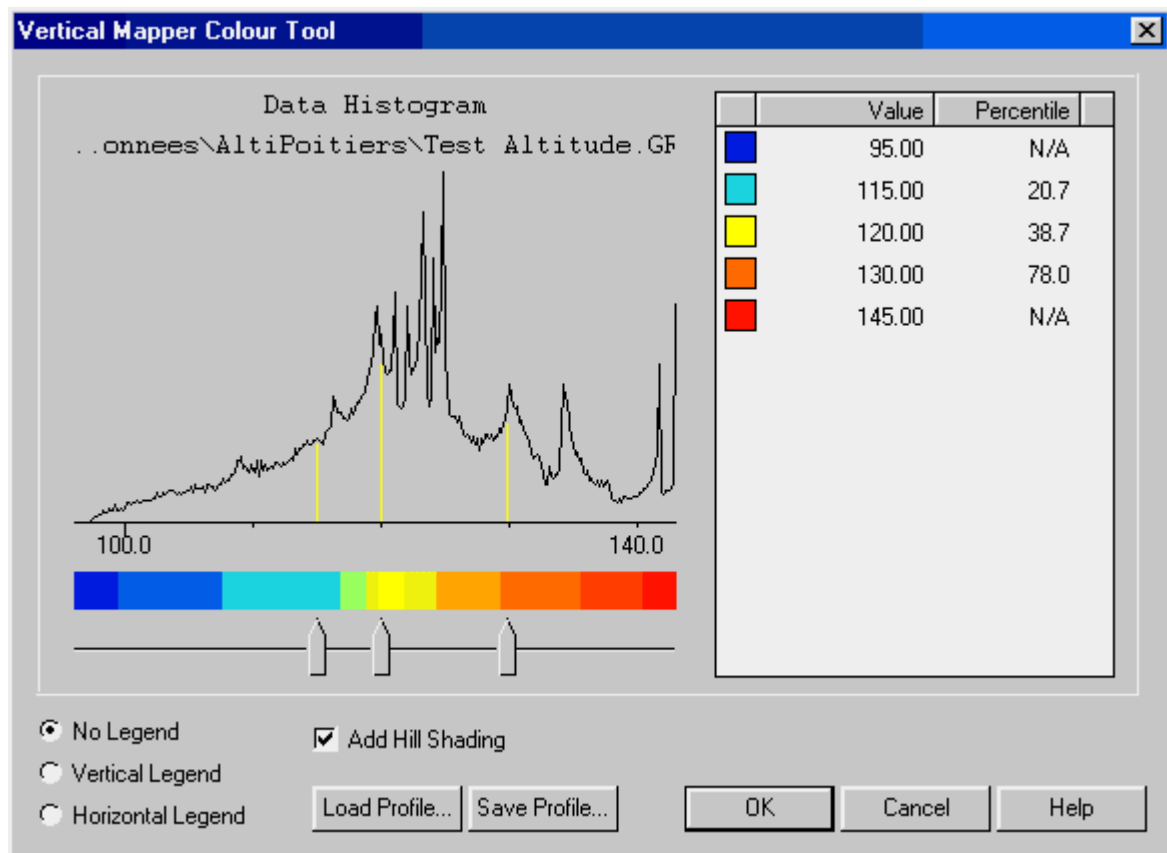 Vertical Mapper Colour Tool
Data Histogram
..onnees\AltiPoitiers\Test Altitude.GR
100.0 140.0
Value Percentile
95.00 N/A
115.00 20.7
120.00 38.7
130.00 78.0
145.00 N/A
No Legend
Vertical Legend
Horizontal Legend
Add Hill Shading
Load Profile... Save Profile... OK Cancel Help